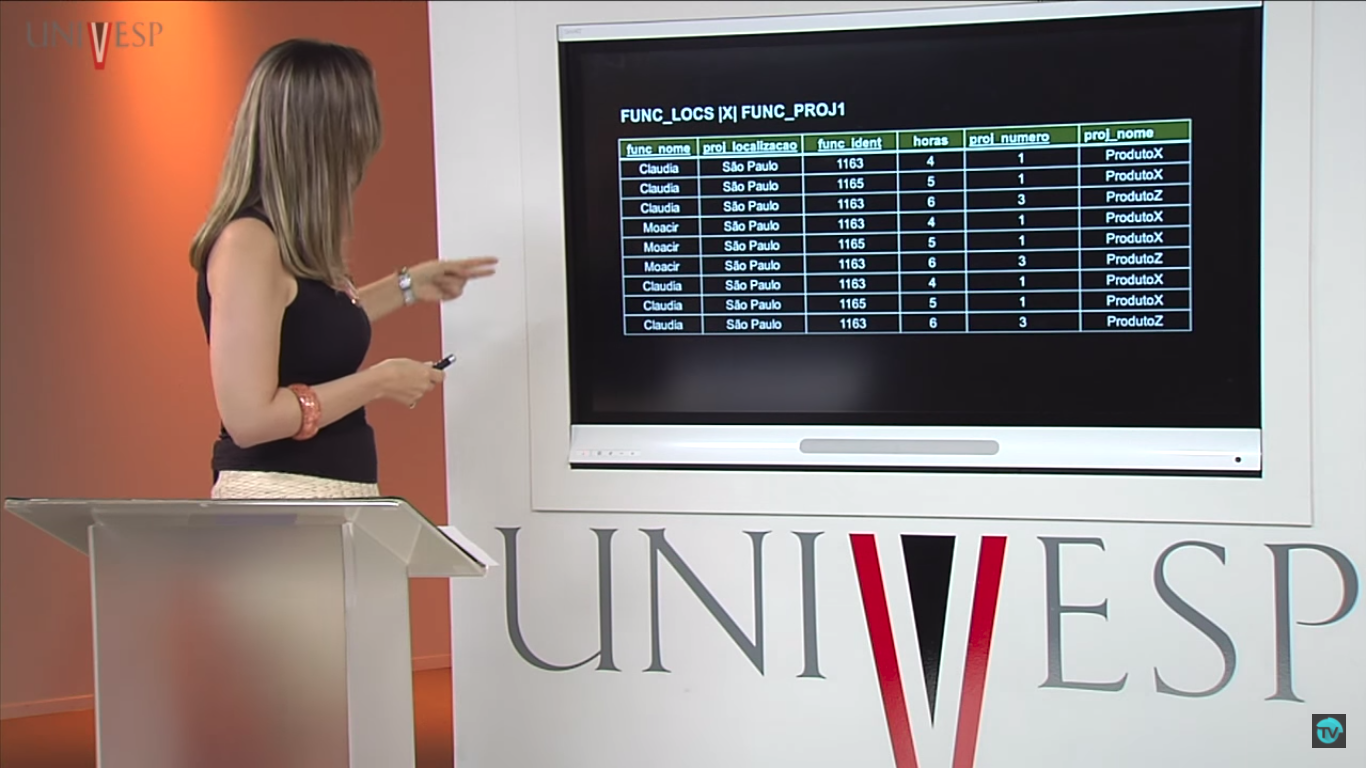 UNIVESP
FUNC_LOCS |X| FUNC_PROJ1
func_nome proj_localizacao func_ident horas proj_numero proj_nome
Claudia São Paulo 1163 4 1 ProdutoX
Claudia São Paulo 1165 5 1 ProdutoX
Claudia São Paulo 1163 6 3 ProdutoZ
Moacir São Paulo 1163 4 1 ProdutoX
Moacir São Paulo 1165 5 1 ProdutoX
Moacir São Paulo 1163 6 3 ProdutoZ
Claudia São Paulo 1163 4 1 ProdutoX
Claudia São Paulo 1165 5 1 ProdutoX
Claudia São Paulo 1163 6 3 ProdutoZ
UNIVESP
TV